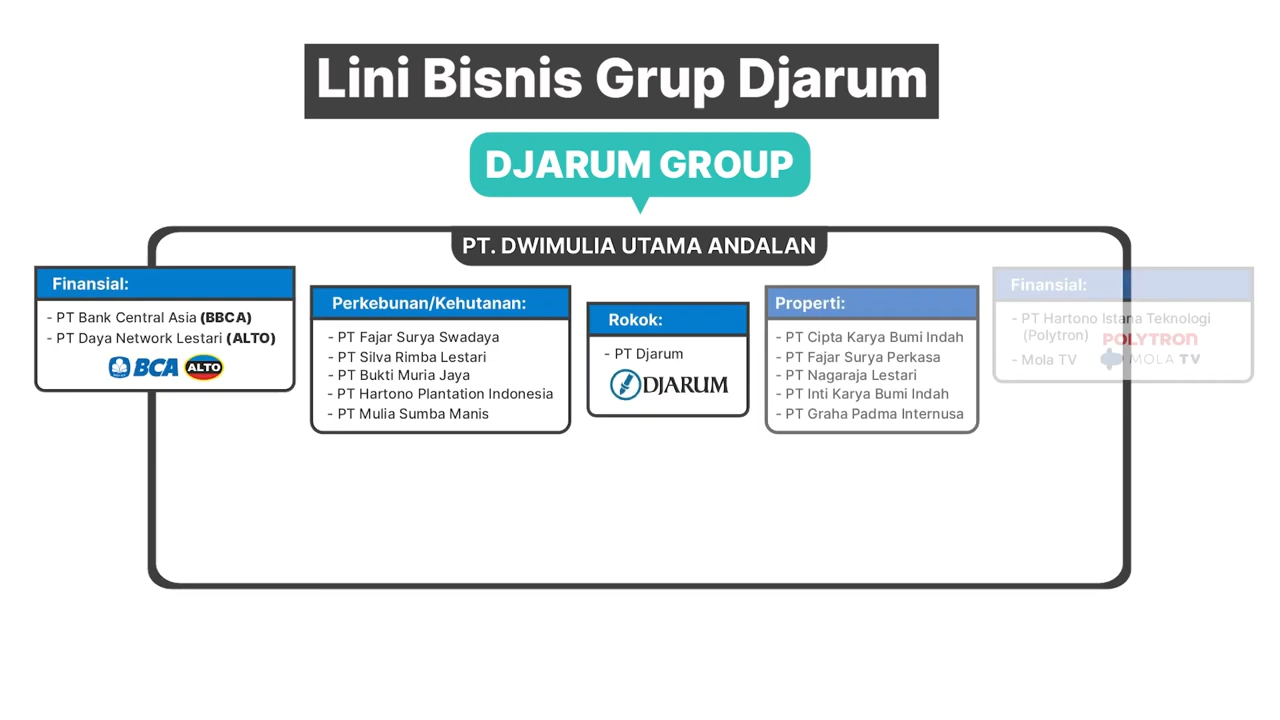 Lini Bisnis Grup Djarum
DJARUM GROUP
PT. DWIMULIA UTAMA ANDALAN
Finansial:
- PT Bank Central Asia (BBCA)
- PT Daya Network Lestari (ALTO)
BCA ALTO
Perkebunan/Kehutanan:
- PT Fajar Surya Swadaya
- PT Silva Rimba Lestari
- PT Bukti Muria Jaya
- PT Hartono Plantation Indonesia
- PT Mulia Sumba Manis
Rokok:
- PT Djarum
DJARUM
Properti:
- PT Cipta Karya Bumi Indah
- PT Fajar Surya Perkasa
- PT Nagaraja Lestari
- PT Inti Karya Bumi Indah
- PT Graha Padma Internusa
Finansial:
- PT Hartono Istana Teknologi
(Polytron) POLYTRON
- Mola TV MOLA TV